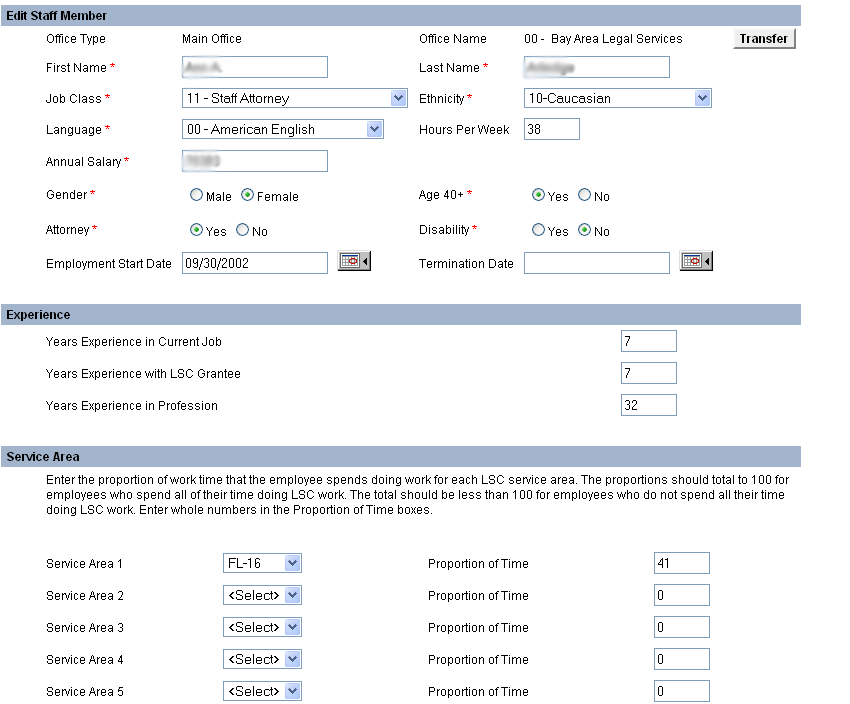 Edit Staff Member
Office Type Main Office Office Name 00 - Bay Area Legal Services Transfer
First Name * Last Name *
Job Class * 11 - Staff Attorney Ethnicity * 10-Caucasian
Language * 00 - American English Hours Per Week 38
Annual Salary *
Gender * Male Female Age 40+ * Yes No
Attorney * Yes No Disability * Yes No
Employment Start Date 09/30/2002 Termination Date
Experience
Years Experience in Current Job 7
Years Experience with LSC Grantee 7
Years Experience in Profession 32
Service Area
Enter the proportion of work time that the employee spends doing work for each LSC service area. The proportions should total to 100 for
employees who spend all of their time doing LSC work. The total should be less than 100 for employees who do not spend all their time
doing LSC work. Enter whole numbers in the Proportion of Time boxes.
Service Area 1 FL-16 Proportion of Time 41
Service Area 2 <Select> Proportion of Time 0
Service Area 3 <Select> Proportion of Time 0
Service Area 4 <Select> Proportion of Time 0
Service Area 5 <Select> Proportion of Time 0